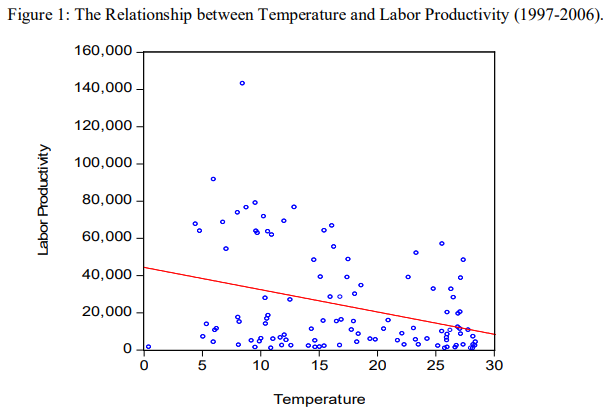 Figure 1: The Relationship between Temperature and Labor Productivity (1997-2006).
160,000
140,000
120,000
100,000
80,000
60,000
40,000
20,000
0
Labor Productivity
0 5 10 15 20 25 30
Temperature